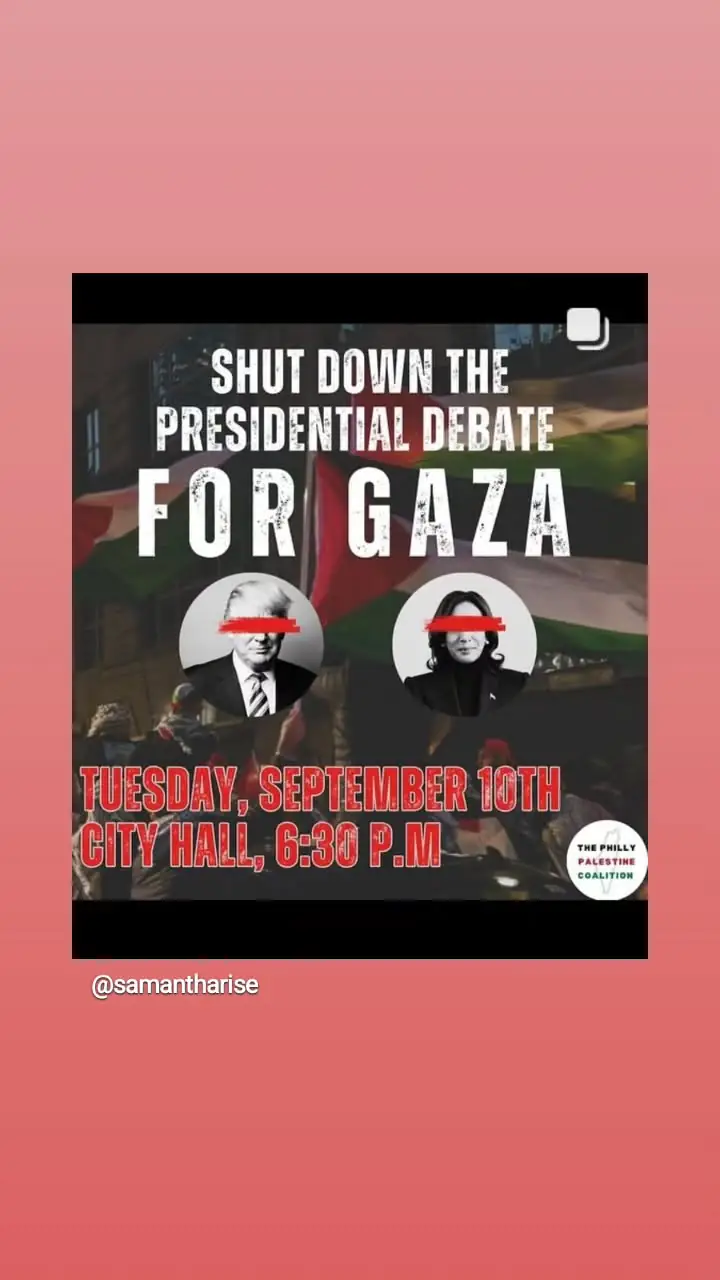 SHUT DOWN THE
PRESIDENTIAL DEBATE
FOR GAZA
TUESDAY, SEPTEMBER 10TH
CITY HALL, 6:30 P.M
THE PHILLY
PALESTINE
COALITION
@samantharise